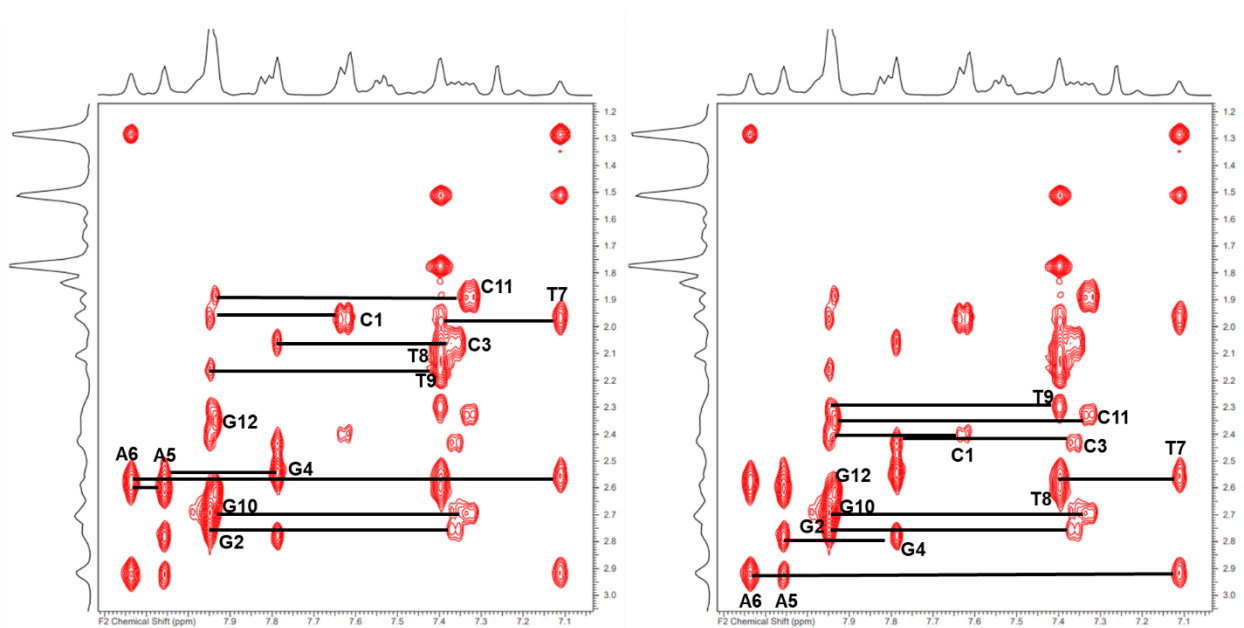 1.2
1.3
1.4
1.5
1.6
1.7
1.8
1.9
2.0
2.1
2.2
2.3
2.4
2.5
2.6
2.7
2.8
2.9
3.0
C11
T7
C1
C3
T8
T9
G12
A6 A5
G4
G10
G2
F2 Chemical Shift (ppm) 7.9 7.8 7.7 7.6 7.5 7.4 7.3 7.2 7.1
1.2
1.3
1.4
1.5
1.6
1.7
1.8
1.9
2.0
2.1
2.2
2.3
2.4
2.5
2.6
2.7
2.8
2.9
3.0
T9
C11
C3
C1
T7
G12
T8
G10
G2
G4
A6 A5
F2 Chemical Shift (ppm) 7.9 7.8 7.7 7.6 7.5 7.4 7.3 7.2 7.1